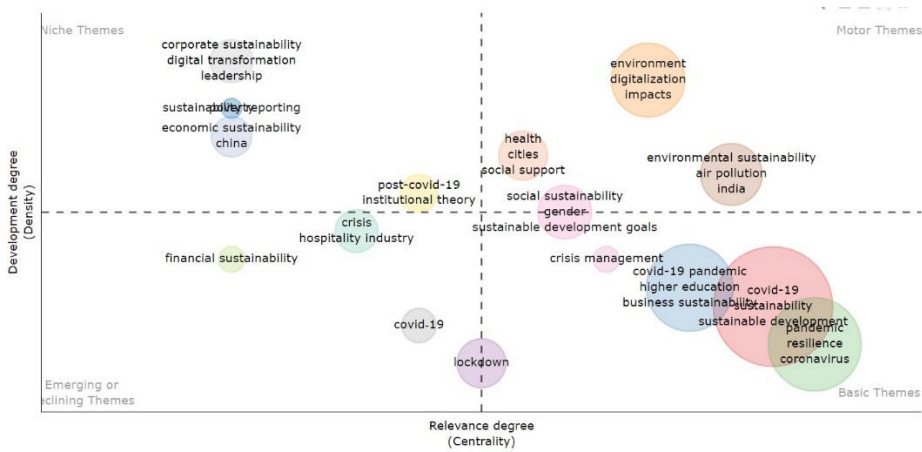 Niche Themes
Motor Themes
corporate sustainability
digital transformation
leadership
environment
digitalization
impacts
sustainability reporting
poverty
economic sustainability
china
health
cities
social support
environmental sustainability
air pollution
india
post-covid-19
institutional theory
social sustainability
gender
sustainable development goals
crisis
hospitality industry
financial sustainability
crisis management
covid-19 pandemic
higher education
business sustainability
covid-19
sustainability
sustainable development
covid-19
pandemic
resilience
coronavirus
lockdown
Emerging or
clining Themes
Basic Themes
Development degree
(Density)
Relevance degree
(Centrality)